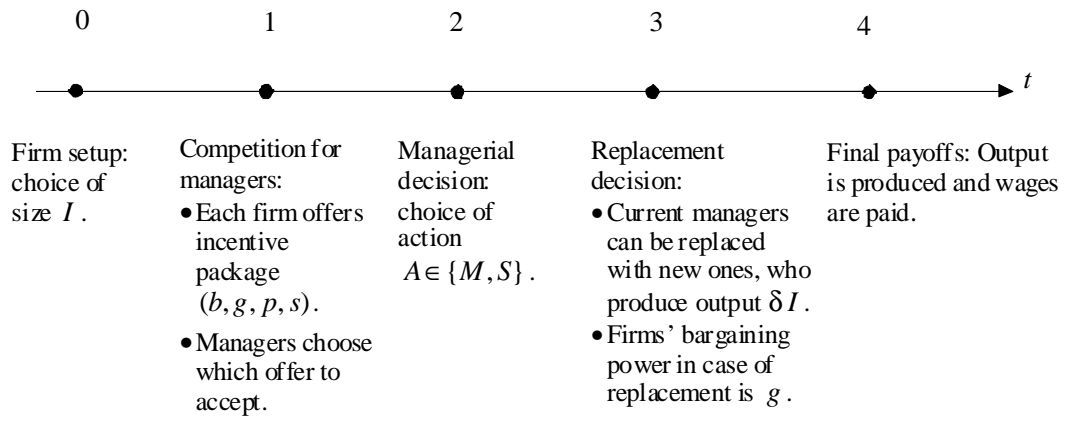 0 1 2 3 4
t
Firm setup:
choice of
size I .
Competition for
managers:
• Each firm offers
incentive
package
(b, g, p, s) .
• Managers choose
which offer to
accept.
Managerial
decision:
choice of
action
A ∈ {M, S} .
Replacement
decision:
• Current managers
can be replaced
with new ones, who
produce output δ I .
• Firms’ bargaining
power in case of
replacement is g .
Final payoffs: Output
is produced and wages
are paid.